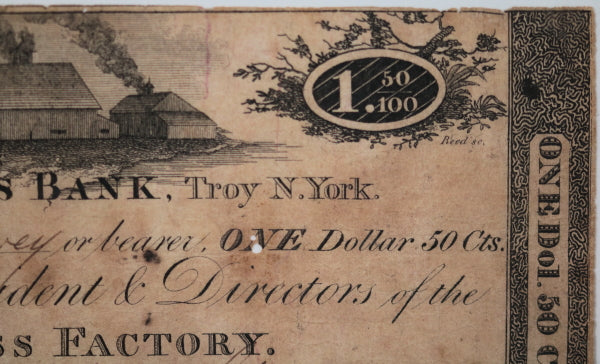 1. 50/100
Reed sc.
S BANK, Troy N.York.
or bearer, ONE Dollar 50 Cts.
dent & Directors of the
SS FACTORY.
ONE DOL. 50 C